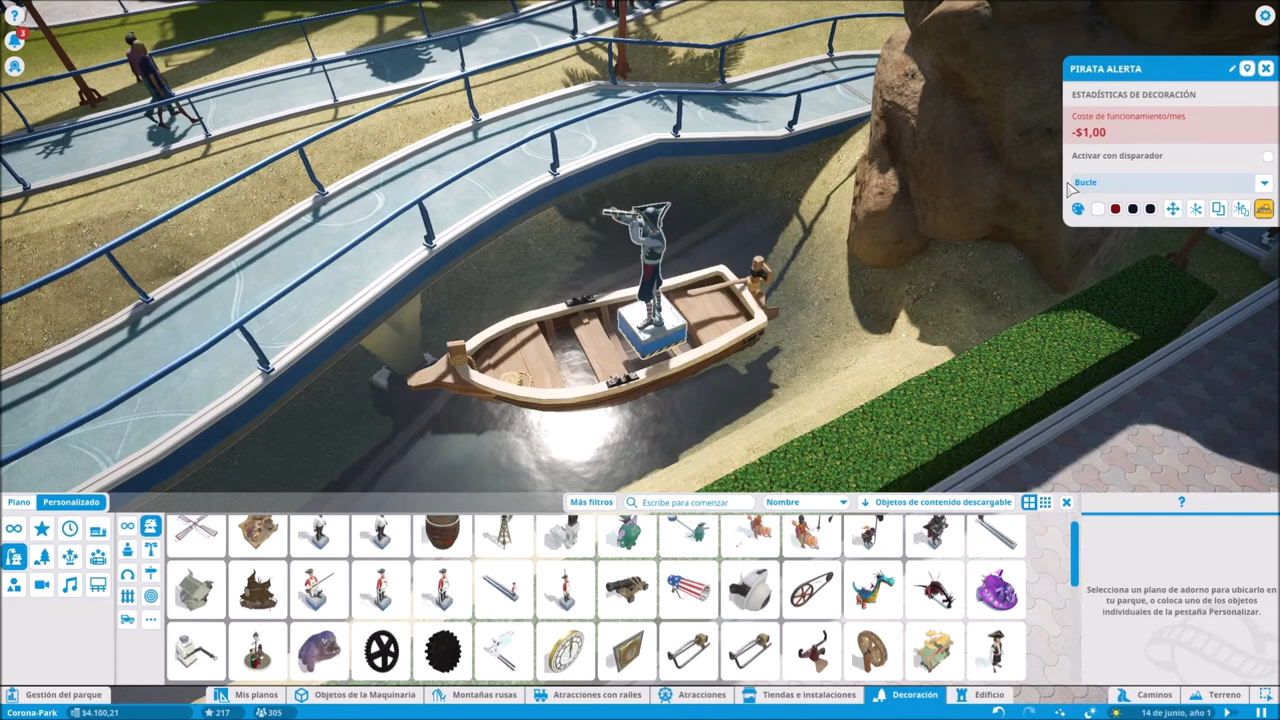 3
PIRATA ALERTA
ESTADÍSTICAS DE DECORACIÓN
Coste de funcionamiento/mes
-$1,00
Activar con disparador
Bucle
Plano
Personalizado
Más filtros
Escribe para comenzar
Nombre
Objetos de contenido descargable
?
Selecciona un plano de adorno para ubicarlo en
tu parque, o coloca uno de los objetos
individuales de la pestaña Personalizar.
Gestión del parque
Mis planos
Objetos de la Maquinaria
Montañas rusas
Atracciones con raíles
Atracciones
Tiendas e instalaciones
Decoración
Edificio
Caminos
Terreno
Corona-Park
$4.100,21
217
305
14 de junio, año 1